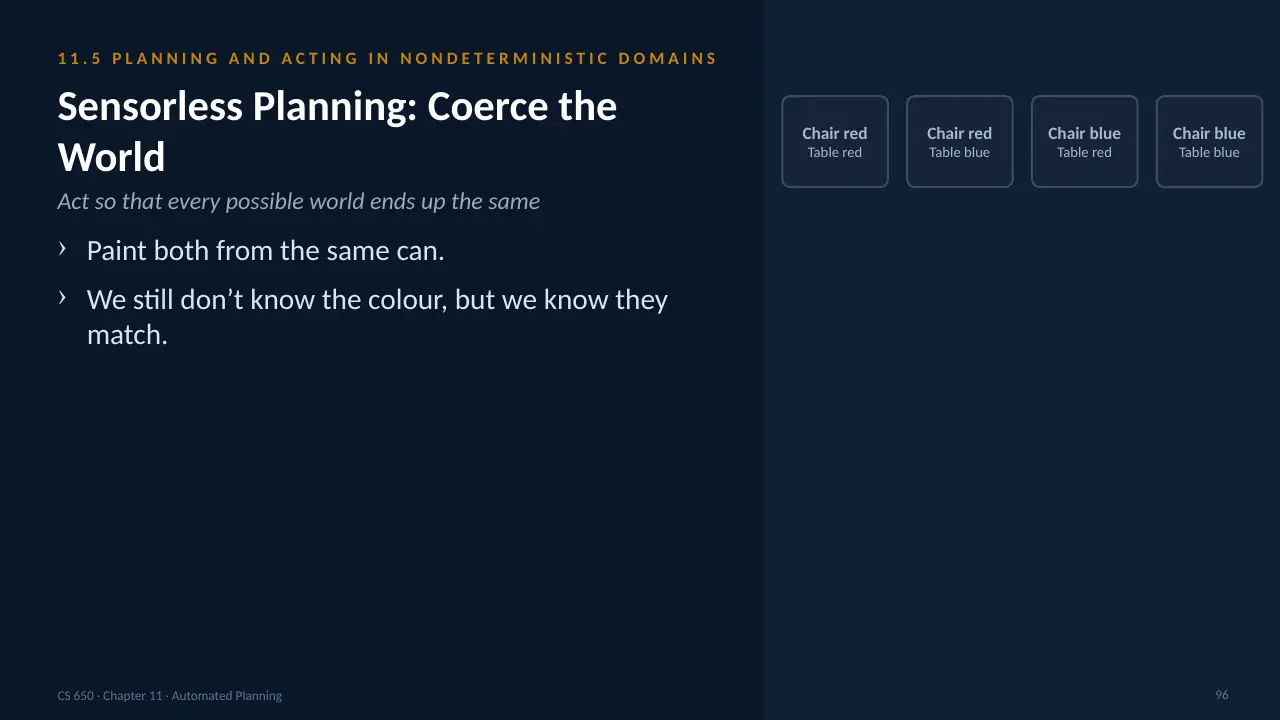 11.5 PLANNING AND ACTING IN NONDETERMINISTIC DOMAINS
Sensorless Planning: Coerce the
World
Act so that every possible world ends up the same
› Paint both from the same can.
› We still don’t know the colour, but we know they
match.
Chair red
Table red
Chair red
Table blue
Chair blue
Table red
Chair blue
Table blue
CS 650 · Chapter 11 · Automated Planning
96